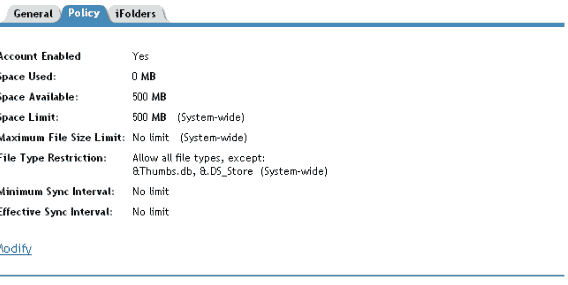 General Policy iFolders
Account Enabled Yes
Space Used: 0 MB
Space Available: 500 MB
Space Limit: 500 MB (System-wide)
Maximum File Size Limit: No limit (System-wide)
File Type Restriction: Allow all file types, except:
&Thumbs.db, &.DS_Store (System-wide)
Minimum Sync Interval: No limit
Effective Sync Interval: No limit
Modify